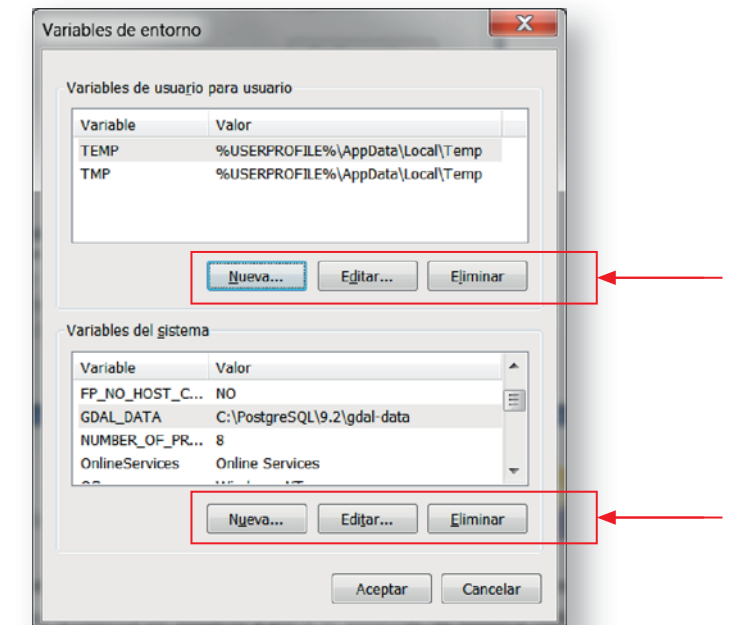 Variables de entorno
Variables de usuario para usuario
Variable Valor
TEMP %USERPROFILE%\AppData\Local\Temp
TMP %USERPROFILE%\AppData\Local\Temp
Nueva... Editar... Eliminar
Variables del sistema
Variable Valor
FP_NO_HOST_C... NO
GDAL_DATA C:\PostgreSQL\9.2\gdal-data
NUMBER_OF_PR... 8
OnlineServices Online Services
Nueva... Editar... Eliminar
Aceptar Cancelar